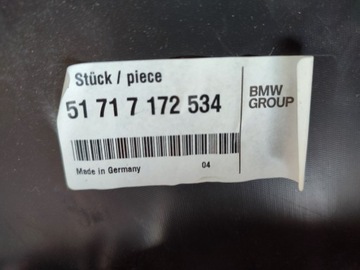 Stück / piece
51 71 7 172 534
BMW
GROUP
Made in Germany
04